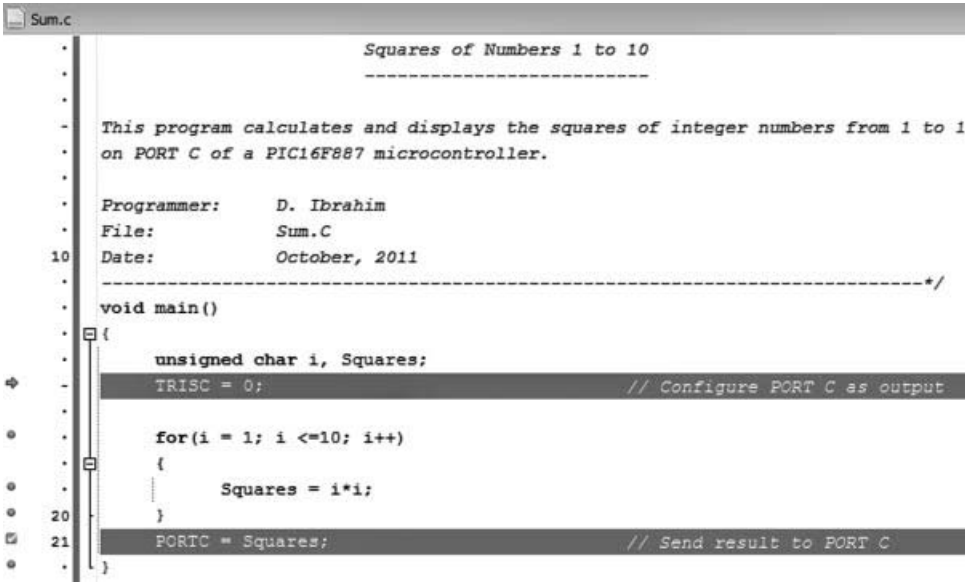 Sum.c
Squares of Numbers 1 to 10
--------------------------
This program calculates and displays the squares of integer numbers from 1 to 1
on PORT C of a PIC16F887 microcontroller.
Programmer: D. Ibrahim
File: Sum.C
10 Date: October, 2011
---------------------------------------------------------------------------*/
void main()
{
unsigned char i, Squares;
TRISC = 0; // Configure PORT C as output
for(i = 1; i <=10; i++)
{
Squares = i*i;
20 }
21 PORTC = Squares; // Send result to PORT C
}